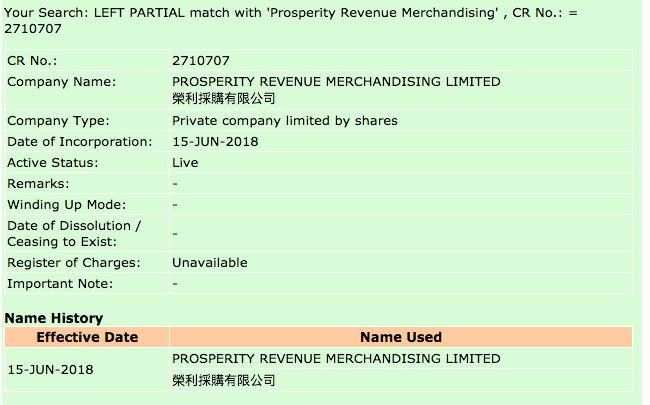 Your Search: LEFT PARTIAL match with 'Prosperity Revenue Merchandising' , CR No.: =
2710707
CR No.: 2710707
Company Name: PROSPERITY REVENUE MERCHANDISING LIMITED
榮利採購有限公司
Company Type: Private company limited by shares
Date of Incorporation: 15-JUN-2018
Active Status: Live
Remarks: -
Winding Up Mode: -
Date of Dissolution /
Ceasing to Exist: -
Register of Charges: Unavailable
Important Note: -
Name History
Effective Date Name Used
15-JUN-2018 PROSPERITY REVENUE MERCHANDISING LIMITED
榮利採購有限公司